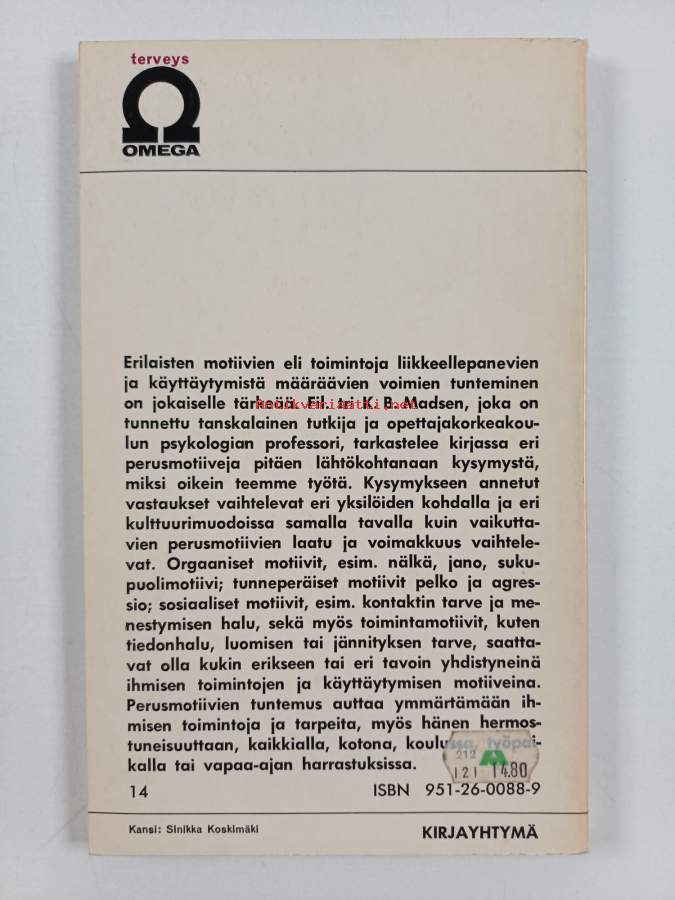 terveys
OMEGA
Erilaisten motiivien eli toimintoja liikkeellepanevien
ja käyttäytymistä määräävien voimien tunteminen
on jokaiselle tärkeää. Fil. tri K. B. Madsen, joka on
tunnettu tanskalainen tutkija ja opettajakorkeakou-
lun psykologian professori, tarkastelee kirjassa eri
perusmotiiveja pitäen lähtökohtanaan kysymystä,
miksi oikein teemme työtä. Kysymykseen annetut
vastaukset vaihtelevat eri yksilöiden kohdalla ja eri
kulttuurimuodoissa samalla tavalla kuin vaikutta-
vien perusmotiivien laatu ja voimakkuus vaihtele-
vat. Orgaaniset motiivit, esim. nälkä, jano, suku-
puolimotiivi; tunneperäiset motiivit pelko ja agres-
sio; sosiaaliset motiivit, esim. kontaktin tarve ja me-
nestymisen halu, sekä myös toimintamotiivit, kuten
tiedonhalu, luomisen tai jännityksen tarve, saatta-
vat olla kukin erikseen tai eri tavoin yhdistyneinä
ihmisen toimintojen ja käyttäytymisen motiiveina.
Perusmotiivien tuntemus auttaa ymmärtämään ih-
misen toimintoja ja tarpeita, myös hänen hermos-
tuneisuuttaan, kaikkialla, kotona, koulussa, työpai-
kalla tai vapaa-ajan harrastuksissa.
212
121 14.80
14 ISBN 951-26-0088-9
Kansi: Sinikka Koskimäki KIRJAYHTYMÄ